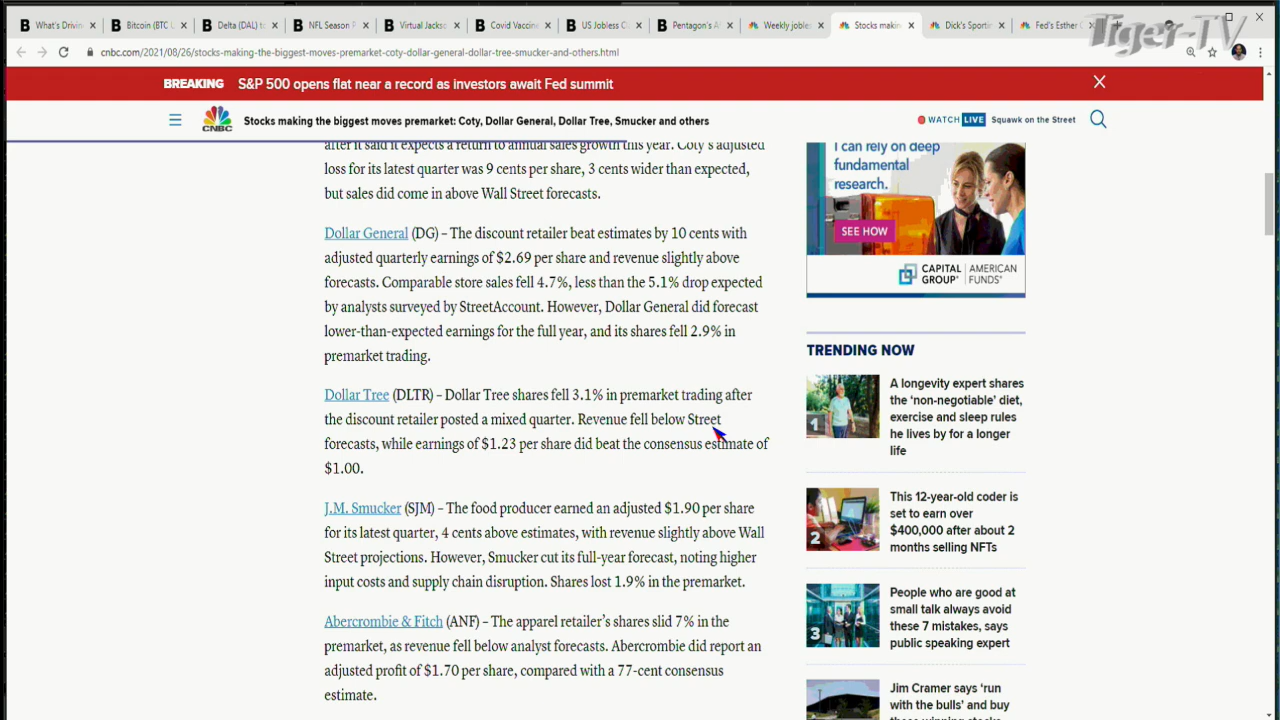 What's Drivin
Bitcoin (BTC
Delta (DAL) to
NFL Season P
Virtual Jacks
Covid Vaccine
US Jobless C
Pentagon's A
Weekly jobles
Stocks makin
Dick's Sportin
Fed's Esther
Tiger-TV
cnbc.com/2021/08/26/stocks-making-the-biggest-moves-premarket-coty-dollar-general-dollar-tree-smucker-and-others.html
BREAKING S&P 500 opens flat near a record as investors await Fed summit
CNBC
Stocks making the biggest moves premarket: Coty, Dollar General, Dollar Tree, Smucker and others
WATCH LIVE Squawk on the Street
after it said it expects a return to annual sales growth this year. Coty's adjusted
loss for its latest quarter was 9 cents per share, 3 cents wider than expected,
but sales did come in above Wall Street forecasts.
Dollar General (DG) – The discount retailer beat estimates by 10 cents with
adjusted quarterly earnings of $2.69 per share and revenue slightly above
forecasts. Comparable store sales fell 4.7%, less than the 5.1% drop expected
by analysts surveyed by StreetAccount. However, Dollar General did forecast
lower-than-expected earnings for the full year, and its shares fell 2.9% in
premarket trading.
Dollar Tree (DLTR) – Dollar Tree shares fell 3.1% in premarket trading after
the discount retailer posted a mixed quarter. Revenue fell below Street
forecasts, while earnings of $1.23 per share did beat the consensus estimate of
$1.00.
J.M. Smucker (SJM) – The food producer earned an adjusted $1.90 per share
for its latest quarter, 4 cents above estimates, with revenue slightly above Wall
Street projections. However, Smucker cut its full-year forecast, noting higher
input costs and supply chain disruption. Shares lost 1.9% in the premarket.
Abercrombie & Fitch (ANF) – The apparel retailer's shares slid 7% in the
premarket, as revenue fell below analyst forecasts. Abercrombie did report an
adjusted profit of $1.70 per share, compared with a 77-cent consensus
estimate.
I can rely on deep
fundamental
research.
SEE HOW
CAPITAL GROUP® | AMERICAN FUNDS®
TRENDING NOW
1
A longevity expert shares
the 'non-negotiable' diet,
exercise and sleep rules
he lives by for a longer
life
2
This 12-year-old coder is
set to earn over
$400,000 after about 2
months selling NFTs
3
People who are good at
small talk always avoid
these 7 mistakes, says
public speaking expert
Jim Cramer says 'run
with the bulls' and buy
these winning stocks